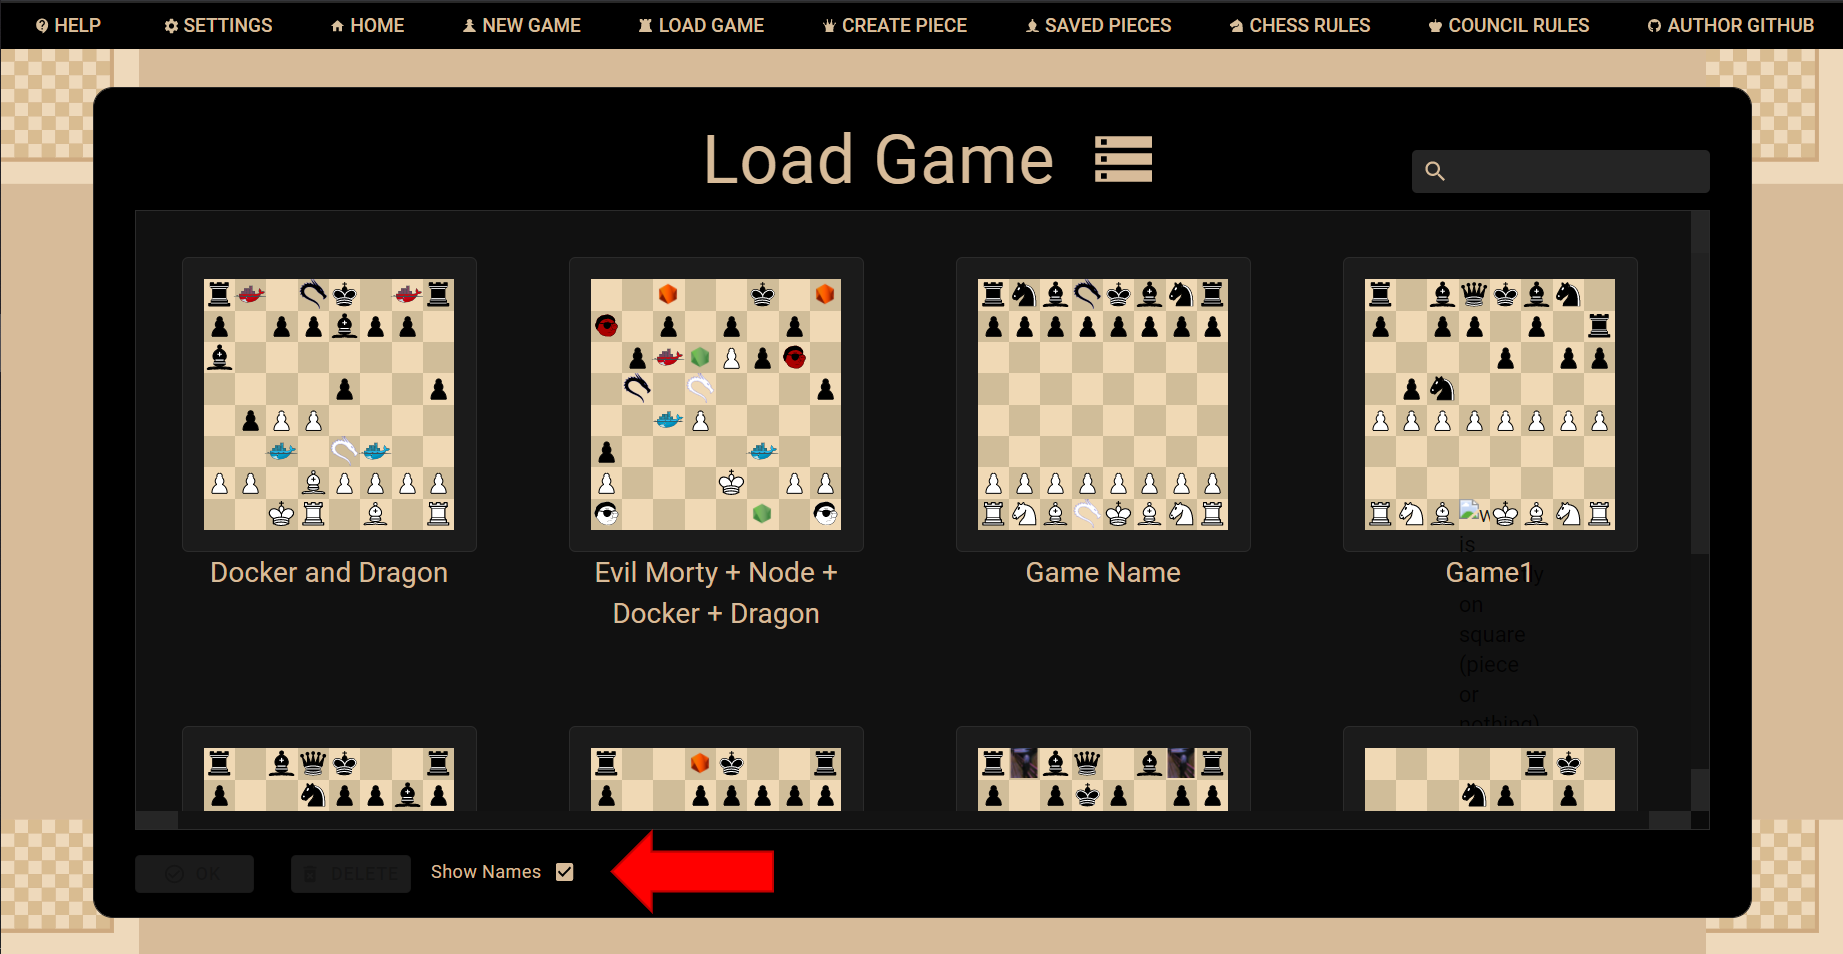 HELP SETTINGS HOME NEW GAME LOAD GAME CREATE PIECE SAVED PIECES CHESS RULES COUNCIL RULES AUTHOR GITHUB
Load Game
Docker and Dragon
Evil Morty + Node +
Docker + Dragon
Game Name
Game1
is
on
square
(piece
or
nothing)
OK DELETE Show Names